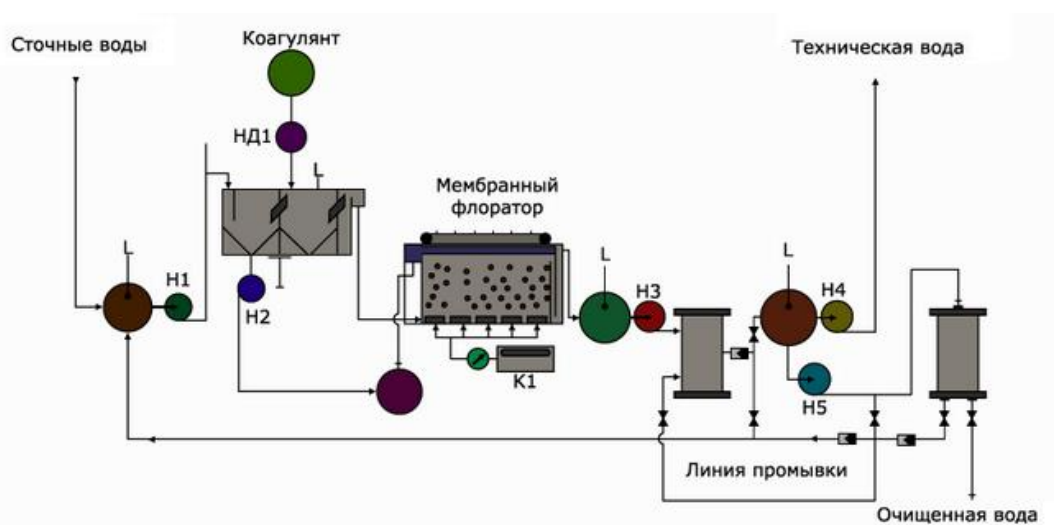 Сточные воды
Коагулянт
Техническая вода
НД1
L
Мембранный
флоратор
L
Н1
Н2
L
Н3
L
Н4
К1
Н5
Линия промывки
Очищенная вода